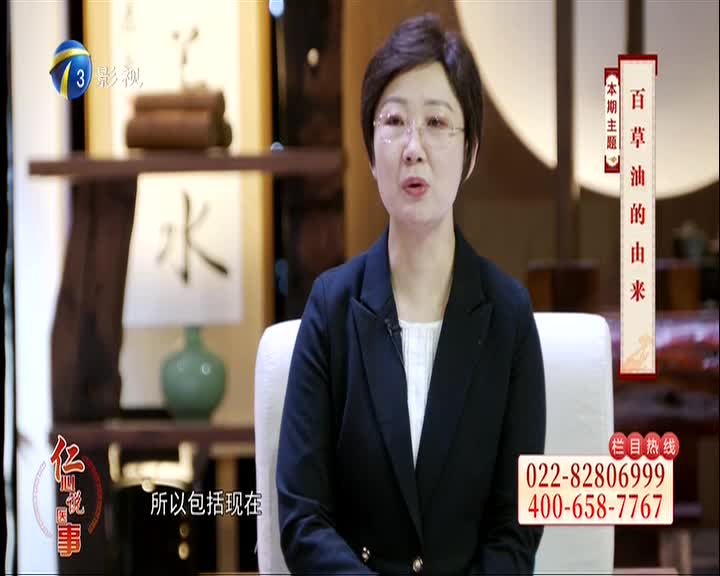 3 影视
本期主题
百草油的由来
水
栏目热线
022-82806999
400-658-7767
仁心说医事
所以包括现在